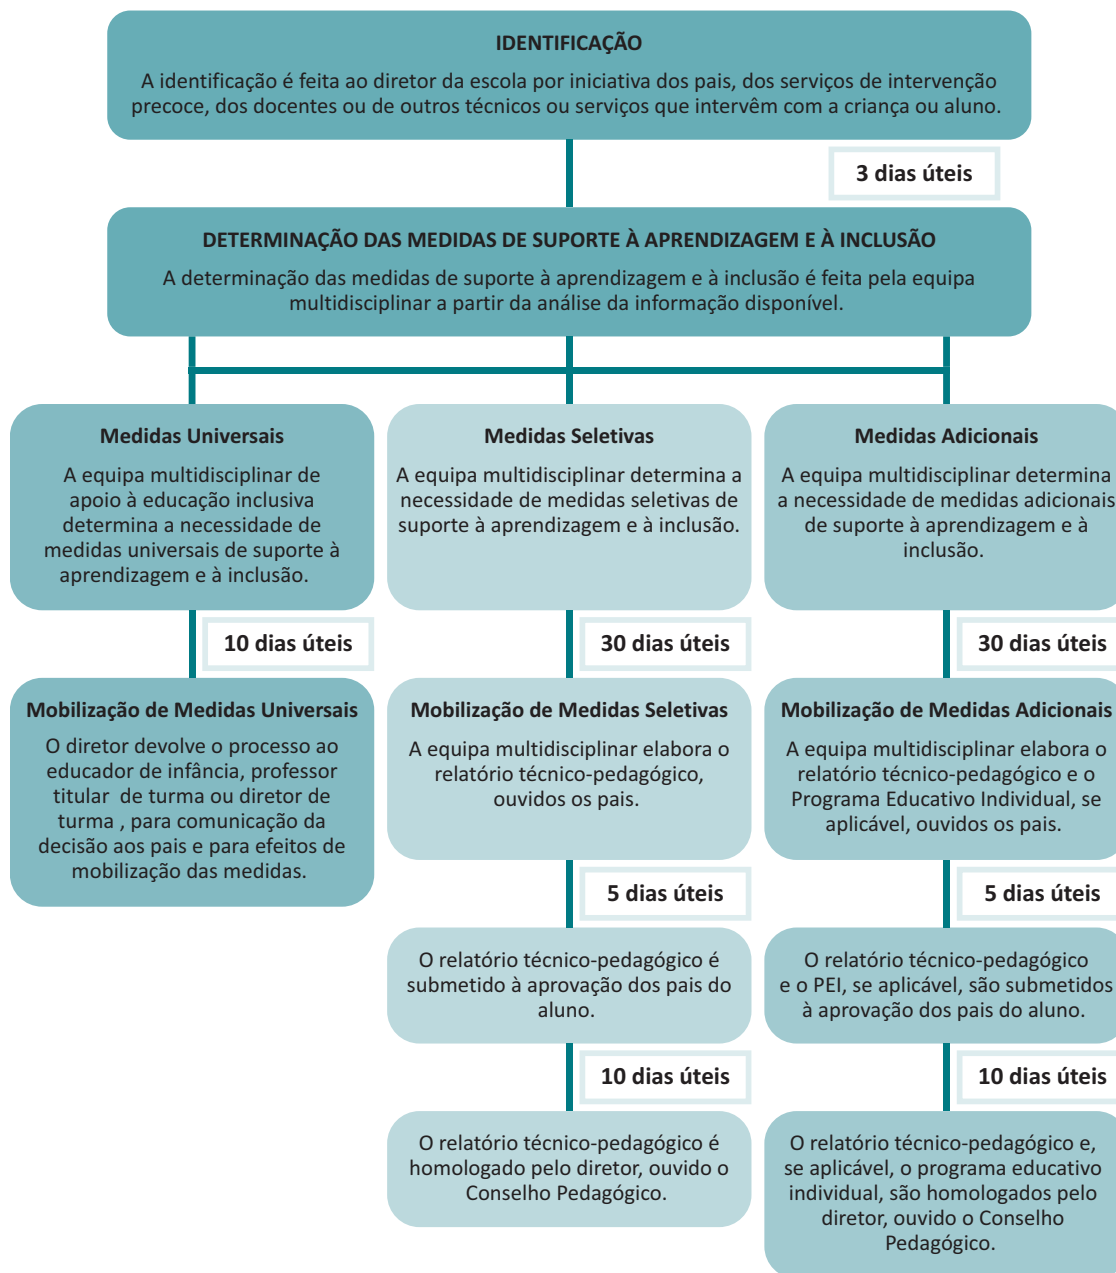 IDENTIFICAÇÃO
A identificação é feita ao diretor da escola por iniciativa dos pais, dos serviços de intervenção
precoce, dos docentes ou de outros técnicos ou serviços que intervêm com a criança ou aluno.
3 dias úteis
DETERMINAÇÃO DAS MEDIDAS DE SUPORTE À APRENDIZAGEM E À INCLUSÃO
A determinação das medidas de suporte à aprendizagem e à inclusão é feita pela equipa
multidisciplinar a partir da análise da informação disponível.
Medidas Universais
A equipa multidisciplinar de
apoio à educação inclusiva
determina a necessidade de
medidas universais de suporte à
aprendizagem e à inclusão.
10 dias úteis
Mobilização de Medidas Universais
O diretor devolve o processo ao
educador de infância, professor
titular de turma ou diretor de
turma , para comunicação da
decisão aos pais e para efeitos de
mobilização das medidas.
Medidas Seletivas
A equipa multidisciplinar determina a
necessidade de medidas seletivas de
suporte à aprendizagem e à inclusão.
30 dias úteis
Mobilização de Medidas Seletivas
A equipa multidisciplinar elabora o
relatório técnico-pedagógico,
ouvidos os pais.
5 dias úteis
O relatório técnico-pedagógico é
submetido à aprovação dos pais do
aluno.
10 dias úteis
O relatório técnico-pedagógico é
homologado pelo diretor, ouvido o
Conselho Pedagógico.
Medidas Adicionais
A equipa multidisciplinar determina
a necessidade de medidas adicionais
de suporte à aprendizagem e à
inclusão.
30 dias úteis
Mobilização de Medidas Adicionais
A equipa multidisciplinar elabora o
relatório técnico-pedagógico e o
Programa Educativo Individual, se
aplicável, ouvidos os pais.
5 dias úteis
O relatório técnico-pedagógico
e o PEI, se aplicável, são submetidos
à aprovação dos pais do aluno.
10 dias úteis
O relatório técnico-pedagógico e,
se aplicável, o programa educativo
individual, são homologados pelo
diretor, ouvido o Conselho
Pedagógico.